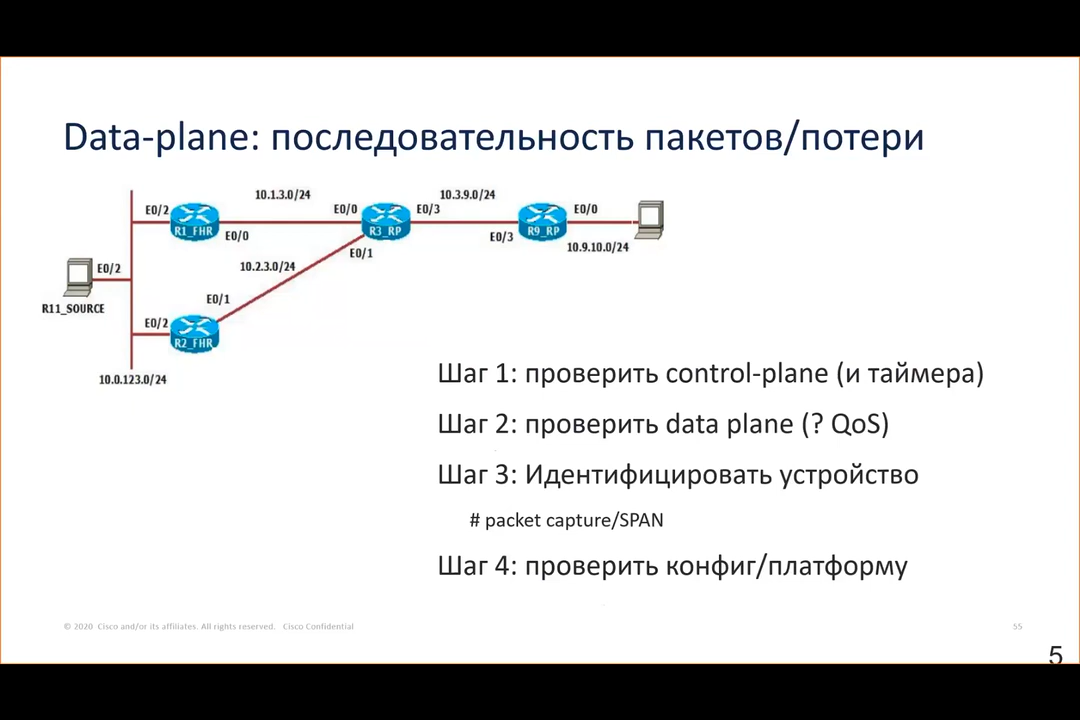 Data-plane: последовательность пакетов/потери
10.1.3.0/24
10.3.9.0/24
E0/2
E0/0
E0/3
E0/0
R1_FHR
R3_RP
R9_RP
E0/0
E0/3
10.9.10.0/24
E0/1
10.2.3.0/24
E0/2
R11_SOURCE
E0/1
E0/2
R2_FHR
10.0.123.0/24
Шаг 1: проверить control-plane (и таймера)
Шаг 2: проверить data plane (? QoS)
Шаг 3: Идентифицировать устройство
# packet capture/SPAN
Шаг 4: проверить конфиг/платформу
© 2020 Cisco and/or its affiliates. All rights reserved. Cisco Confidential
55
5